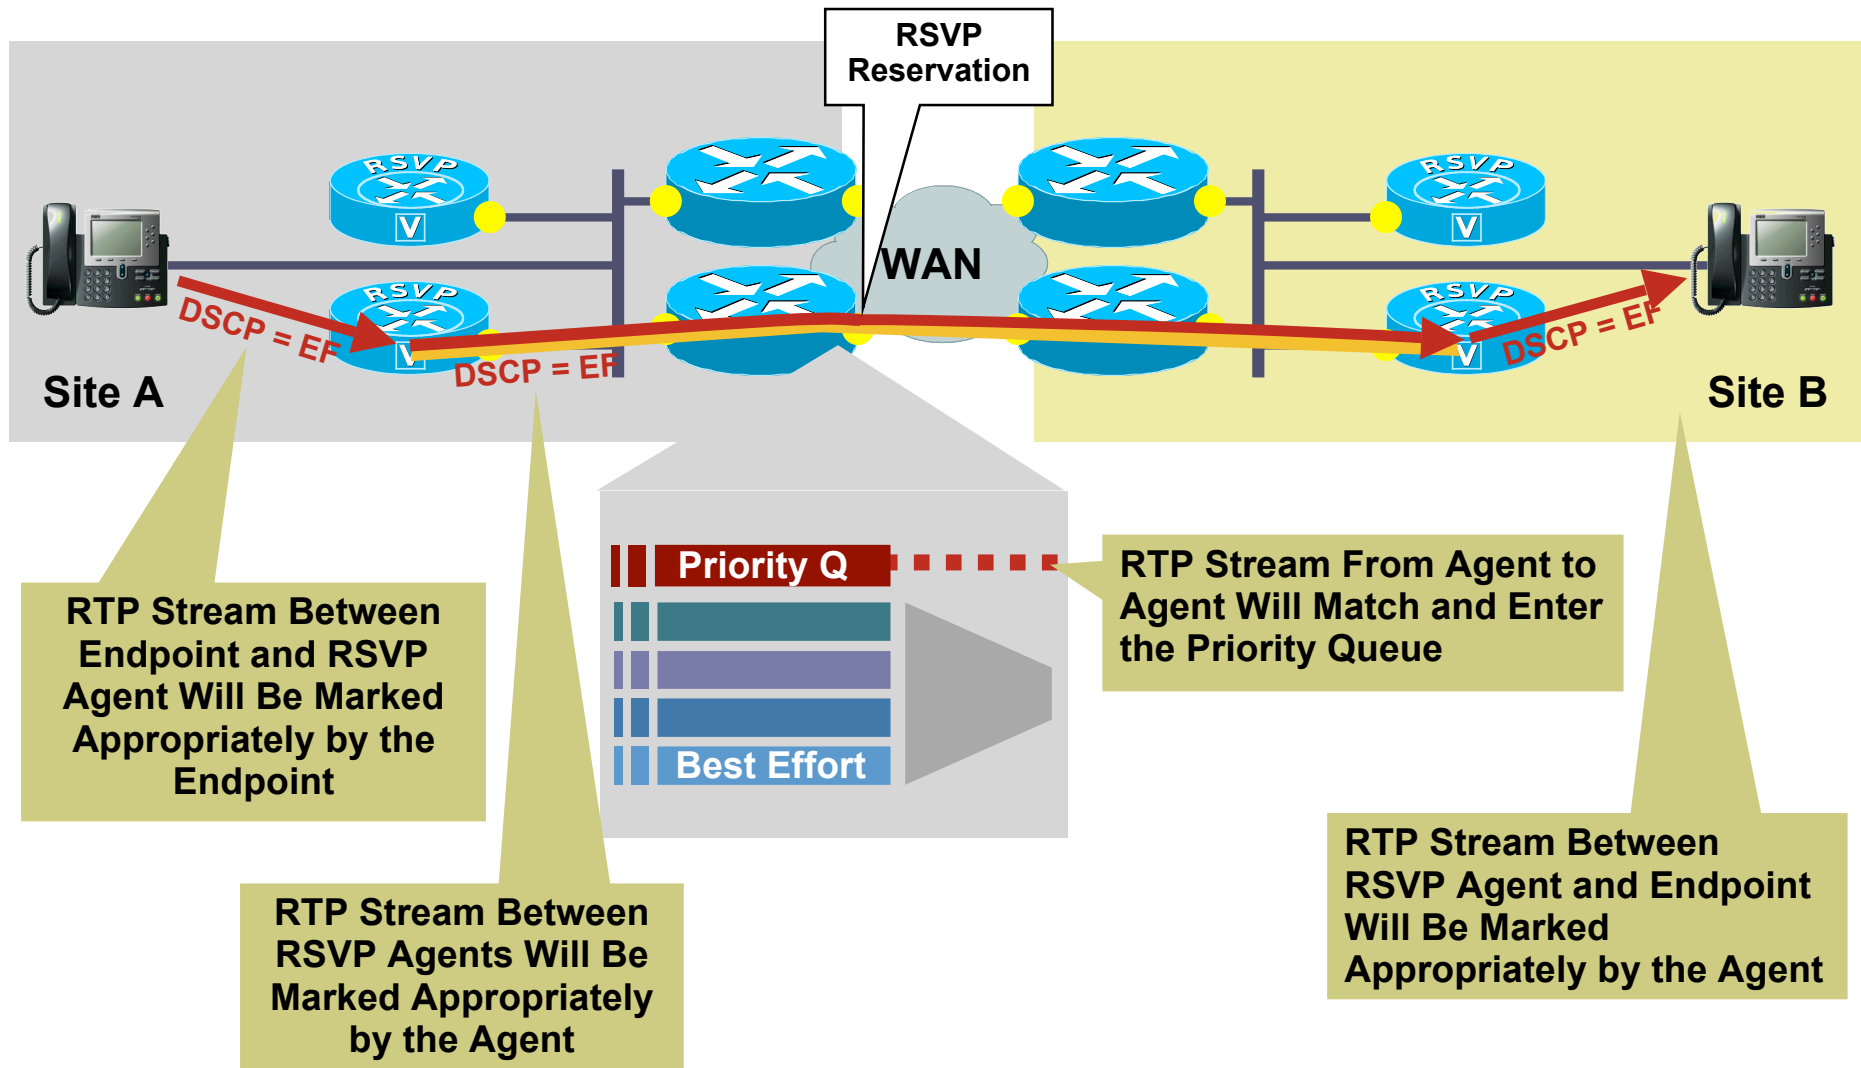 RSVP
Reservation
RSVP
V
RSVP
V
WAN
RSVP
V
RSVP
V
DSCP = EF
DSCP = EF
DSCP = EF
Site A
Site B
Priority Q
Best Effort
RTP Stream From Agent to
Agent Will Match and Enter
the Priority Queue
RTP Stream Between
Endpoint and RSVP
Agent Will Be Marked
Appropriately by the
Endpoint
RTP Stream Between
RSVP Agents Will Be
Marked Appropriately
by the Agent
RTP Stream Between
RSVP Agent and Endpoint
Will Be Marked
Appropriately by the Agent